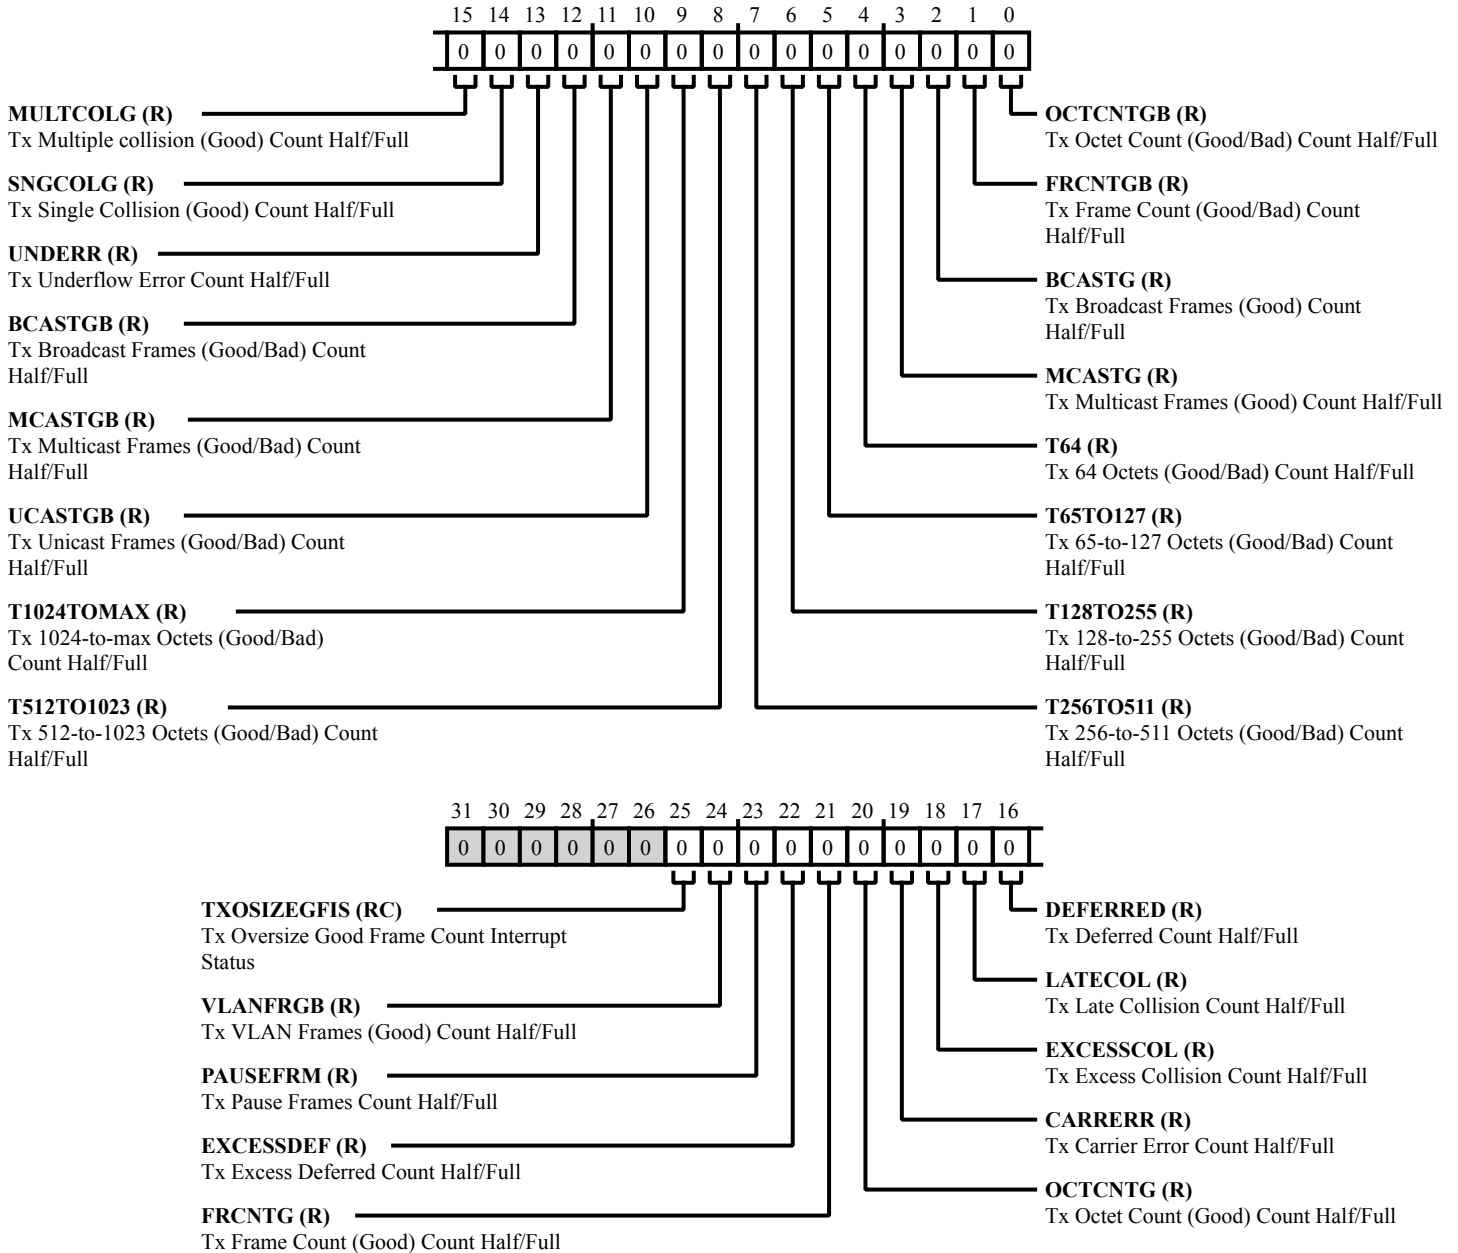 15 14 13 12 11 10 9 8 7 6 5 4 3 2 1 0
0 0 0 0 0 0 0 0 0 0 0 0 0 0 0 0
MULTCOLG (R)
Tx Multiple collision (Good) Count Half/Full
SNGCOLG (R)
Tx Single Collision (Good) Count Half/Full
UNDERR (R)
Tx Underflow Error Count Half/Full
BCASTGB (R)
Tx Broadcast Frames (Good/Bad) Count
Half/Full
MCASTGB (R)
Tx Multicast Frames (Good/Bad) Count
Half/Full
UCASTGB (R)
Tx Unicast Frames (Good/Bad) Count
Half/Full
T1024TOMAX (R)
Tx 1024-to-max Octets (Good/Bad)
Count Half/Full
T512TO1023 (R)
Tx 512-to-1023 Octets (Good/Bad) Count
Half/Full
OCTCNTGB (R)
Tx Octet Count (Good/Bad) Count Half/Full
FRCNTGB (R)
Tx Frame Count (Good/Bad) Count
Half/Full
BCASTG (R)
Tx Broadcast Frames (Good) Count
Half/Full
MCASTG (R)
Tx Multicast Frames (Good) Count Half/Full
T64 (R)
Tx 64 Octets (Good/Bad) Count Half/Full
T65TO127 (R)
Tx 65-to-127 Octets (Good/Bad) Count
Half/Full
T128TO255 (R)
Tx 128-to-255 Octets (Good/Bad) Count
Half/Full
T256TO511 (R)
Tx 256-to-511 Octets (Good/Bad) Count
Half/Full
31 30 29 28 27 26 25 24 23 22 21 20 19 18 17 16
0 0 0 0 0 0 0 0 0 0 0 0 0 0 0 0
TXOSIZEGFIS (RC)
Tx Oversize Good Frame Count Interrupt
Status
VLANFRGB (R)
Tx VLAN Frames (Good) Count Half/Full
PAUSEFRM (R)
Tx Pause Frames Count Half/Full
EXCESSDEF (R)
Tx Excess Deferred Count Half/Full
FRCNTG (R)
Tx Frame Count (Good) Count Half/Full
DEFERRED (R)
Tx Deferred Count Half/Full
LATECOL (R)
Tx Late Collision Count Half/Full
EXCESSCOL (R)
Tx Excess Collision Count Half/Full
CARRERR (R)
Tx Carrier Error Count Half/Full
OCTCNTG (R)
Tx Octet Count (Good) Count Half/Full